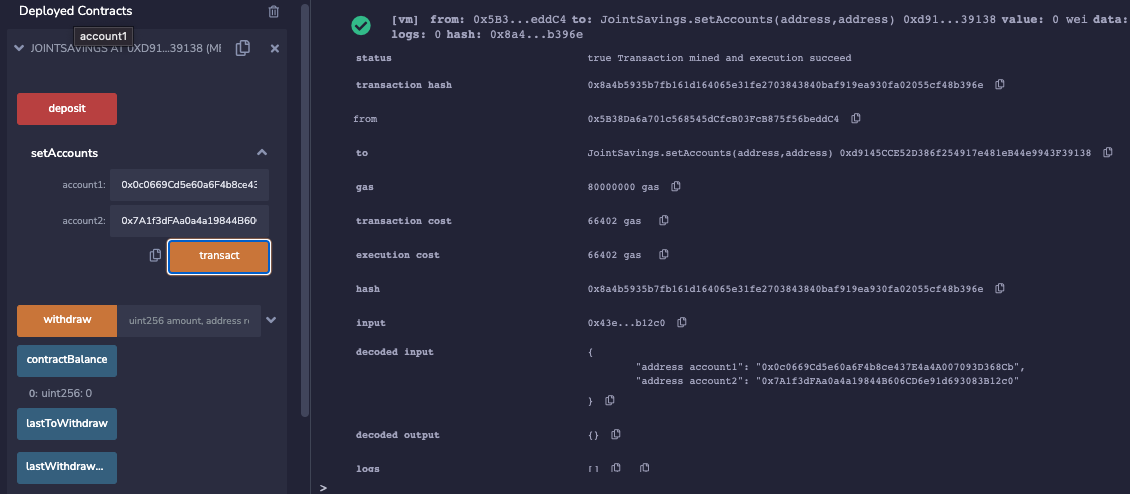 Deployed Contracts
account1
JOINTSAVINGS AT 0XD91...39138 (ME
deposit
setAccounts
account1: 0x0c0669Cd5e60a6F4b8ce43
account2: 0x7A1f3dFAa0a4a19844B60
transact
withdraw uint256 amount, address re
contractBalance
0: uint256: 0
lastToWithdraw
lastWithdraw...
[vm] from: 0x5B3...eddC4 to: JointSavings.setAccounts(address,address) 0xd91...39138 value: 0 wei data:
logs: 0 hash: 0x8a4...b396e
status true Transaction mined and execution succeed
transaction hash 0x8a4b5935b7fb161d164065e31fe2703843840baf919ea930fa02055cf48b396e
from 0x5B38Da6a701c568545dCfcB03FcB875f56beddC4
to JointSavings.setAccounts(address,address) 0xd9145CCE52D386f254917e481eB44e9943F39138
gas 80000000 gas
transaction cost 66402 gas
execution cost 66402 gas
hash 0x8a4b5935b7fb161d164065e31fe2703843840baf919ea930fa02055cf48b396e
input 0x43e...b12c0
decoded input {
"address account1": "0x0c0669Cd5e60a6F4b8ce437E4a4A007093D368Cb",
"address account2": "0x7A1f3dFAa0a4a19844B606CD6e91d693083B12c0"
}
decoded output {}
logs []
>